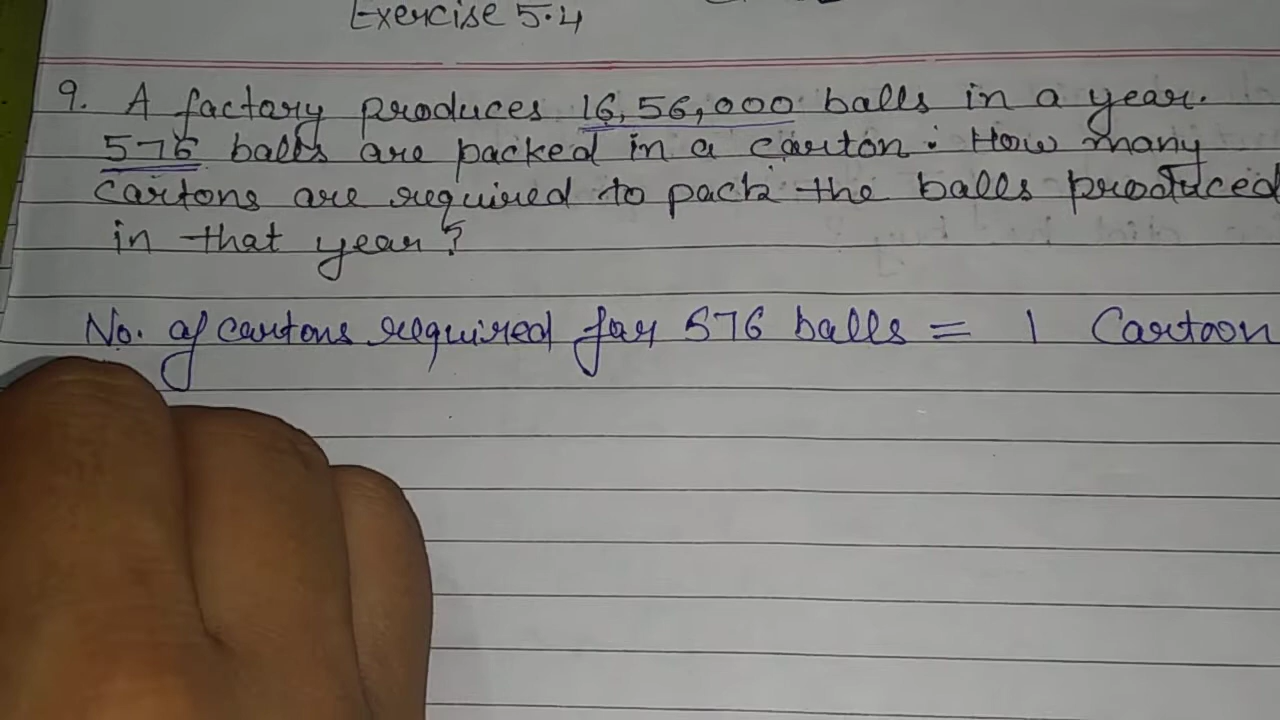 Exercise 5.4
9. A factory produces 16,56,000 balls in a year.
576 balls are packed in a carton. How many
cartons are required to pack the balls produced
in that year?
No. of cartons required for 576 balls = 1 Cartoon